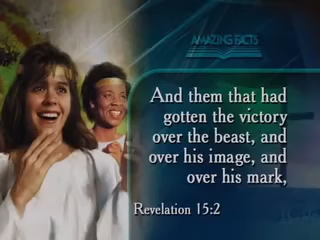 AMAZING FACTS
And them that had
gotten the victory
over the beast, and
over his image, and
over his mark,
Revelation 15:2